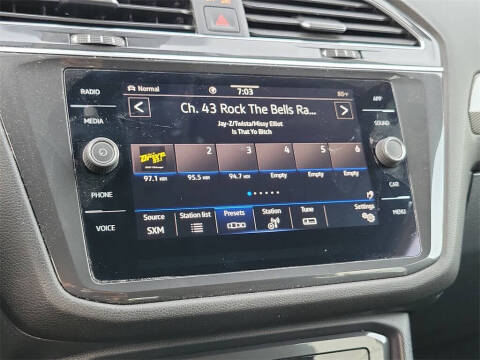 RADIO
MEDIA
PHONE
VOICE
Normal
7:03
80°F
< Ch. 43 Rock The Bells Ra... >
Jay-Z/Twista/Missy Elliot
Is That Yo Bitch
2 3 4 5 6
97.1 95.5 94.7 Empty Empty Empty
Source Station list Presets Station Tune Settings
SXM
APP
SOUND
CAR
MENU